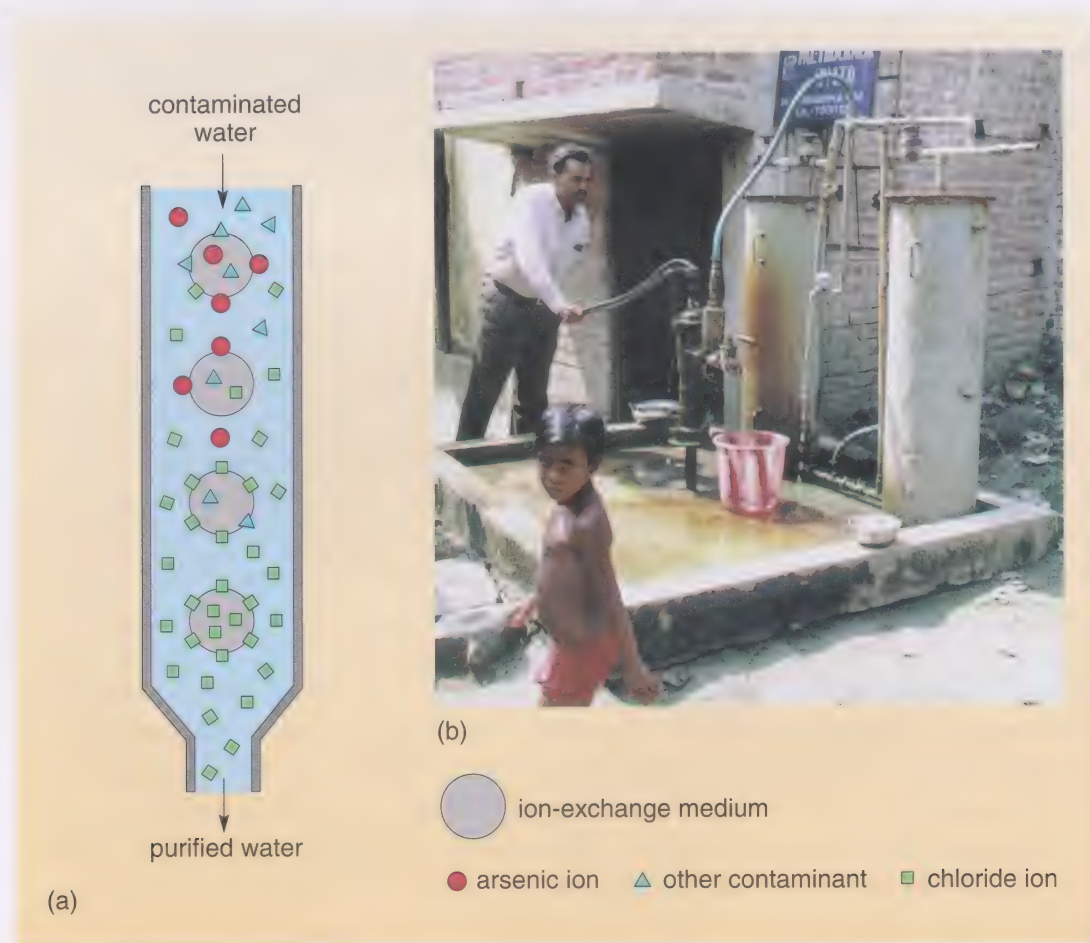 contaminated
water
purified water
(a)
(b)
ion-exchange medium
arsenic ion
other contaminant
chloride ion